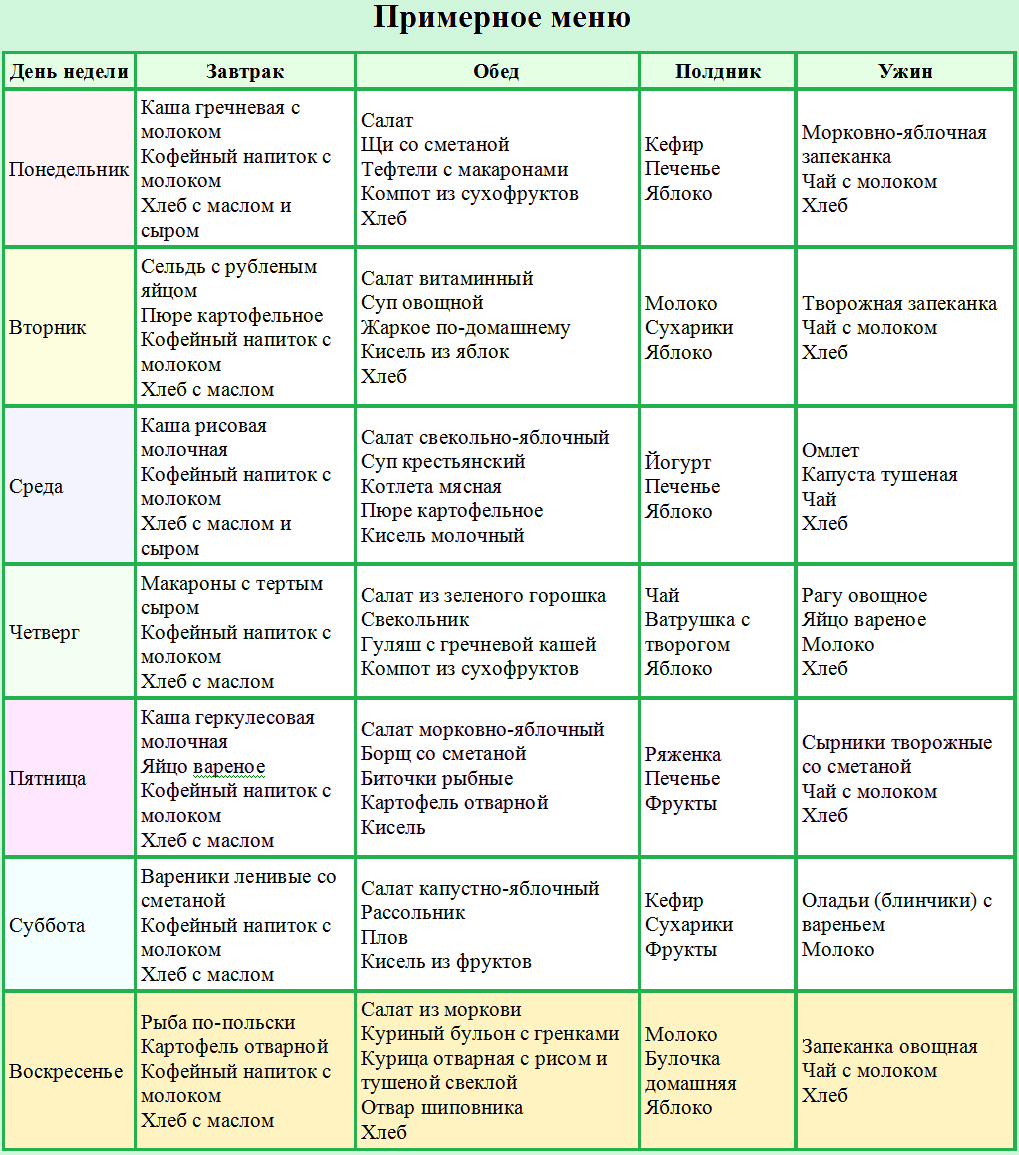 Примерное меню
День недели
Завтрак
Обед
Полдник
Ужин
Понедельник
Каша гречневая с
молоком
Кофейный напиток с
молоком
Хлеб с маслом и
сыром
Салат
Щи со сметаной
Тефтели с макаронами
Компот из сухофруктов
Хлеб
Кефир
Печенье
Яблоко
Морковно-яблочная
запеканка
Чай с молоком
Хлеб
Вторник
Сельдь с рубленым
яйцом
Пюре картофельное
Кофейный напиток с
молоком
Хлеб с маслом
Салат витаминный
Суп овощной
Жаркое по-домашнему
Кисель из яблок
Хлеб
Молоко
Сухарики
Яблоко
Творожная запеканка
Чай с молоком
Хлеб
Среда
Каша рисовая
молочная
Кофейный напиток с
молоком
Хлеб с маслом и
сыром
Салат свекольно-яблочный
Суп крестьянский
Котлета мясная
Пюре картофельное
Кисель молочный
Йогурт
Печенье
Яблоко
Омлет
Капуста тушеная
Чай
Хлеб
Четверг
Макароны с тертым
сыром
Кофейный напиток с
молоком
Хлеб с маслом
Салат из зеленого горошка
Свекольник
Гуляш с гречневой кашей
Компот из сухофруктов
Чай
Ватрушка с
творогом
Яблоко
Рагу овощное
Яйцо вареное
Молоко
Хлеб
Пятница
Каша геркулесовая
молочная
Яйцо вареное
Кофейный напиток с
молоком
Хлеб с маслом
Салат морковно-яблочный
Борщ со сметаной
Биточки рыбные
Картофель отварной
Кисель
Ряженка
Печенье
Фрукты
Сырники творожные
со сметаной
Чай с молоком
Хлеб
Суббота
Вареники ленивые со
сметаной
Кофейный напиток с
молоком
Хлеб с маслом
Салат капустно-яблочный
Рассольник
Плов
Кисель из фруктов
Кефир
Сухарики
Фрукты
Оладьи (блинчики) с
вареньем
Молоко
Воскресенье
Рыба по-польски
Картофель отварной
Кофейный напиток с
молоком
Хлеб с маслом
Салат из моркови
Куриный бульон с гренками
Курица отварная с рисом и
тушеной свеклой
Отвар шиповника
Хлеб
Молоко
Булочка
домашняя
Яблоко
Запеканка овощная
Чай с молоком
Хлеб